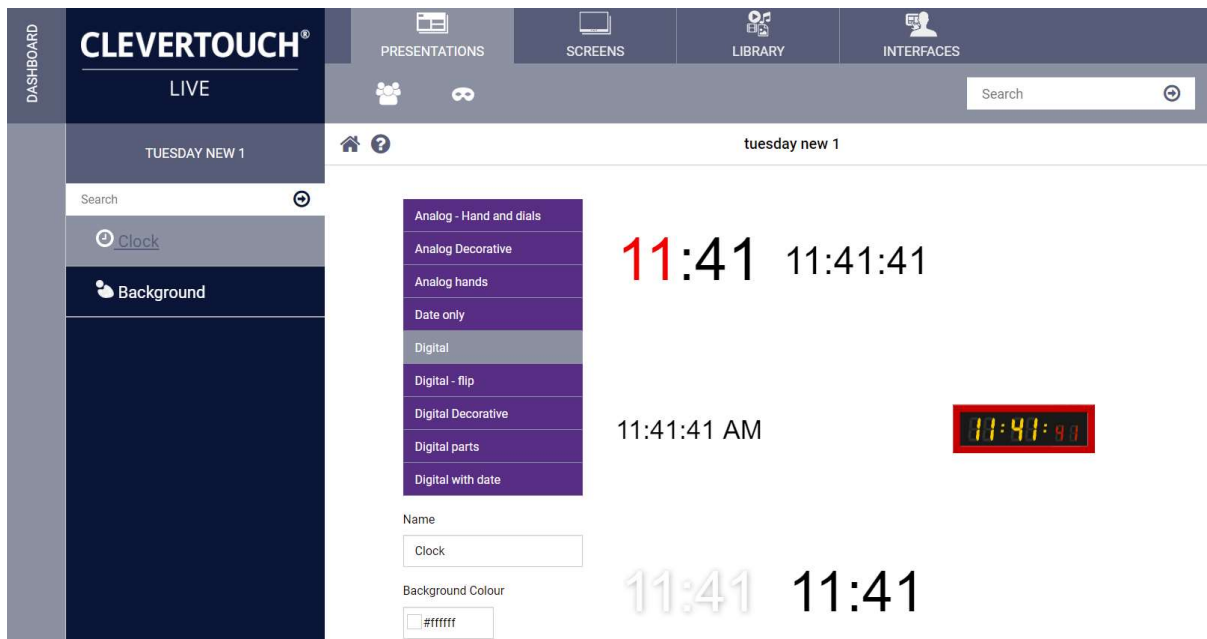 DASHBOARD
CLEVERTOUCH®
LIVE
PRESENTATIONS
SCREENS
LIBRARY
INTERFACES
Search
TUESDAY NEW 1
tuesday new 1
Search
Clock
Background
Analog - Hand and dials
Analog Decorative
Analog hands
Date only
Digital
Digital - flip
Digital Decorative
Digital parts
Digital with date
Name
Clock
Background Colour
#ffffff
11:41 11:41:41
11:41:41 AM
11:41:41
11:41 11:41